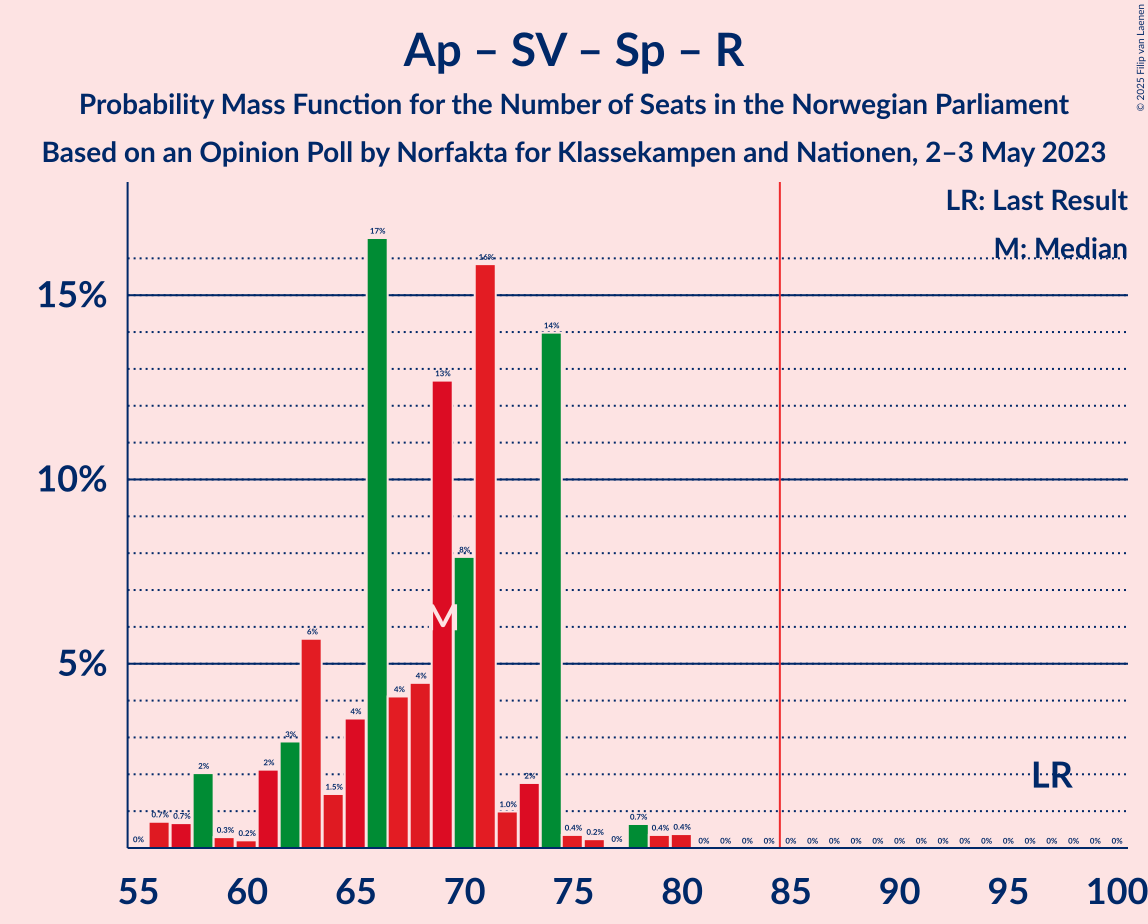 Ap – SV – Sp – R
Probability Mass Function for the Number of Seats in the Norwegian Parliament
Based on an Opinion Poll by Norfakta for Klassekampen and Nationen, 2–3 May 2023
© 2025 Filip van Laenen
LR: Last Result
M: Median
15%
10%
5%
0% 0.7% 0.7% 2% 0.3% 0.2% 2% 3% 6% 1.5% 4% 17% 4% 4% 13% 8% 16% 1.0% 2% 14% 0.4% 0.2% 0% 0.7% 0.4% 0.4% 0% 0% 0% 0% 0% 0% 0% 0% 0% 0% 0% 0% 0% 0% 0% 0% 0% 0% 0% 0%
M
LR
55 60 65 70 75 80 85 90 95 100